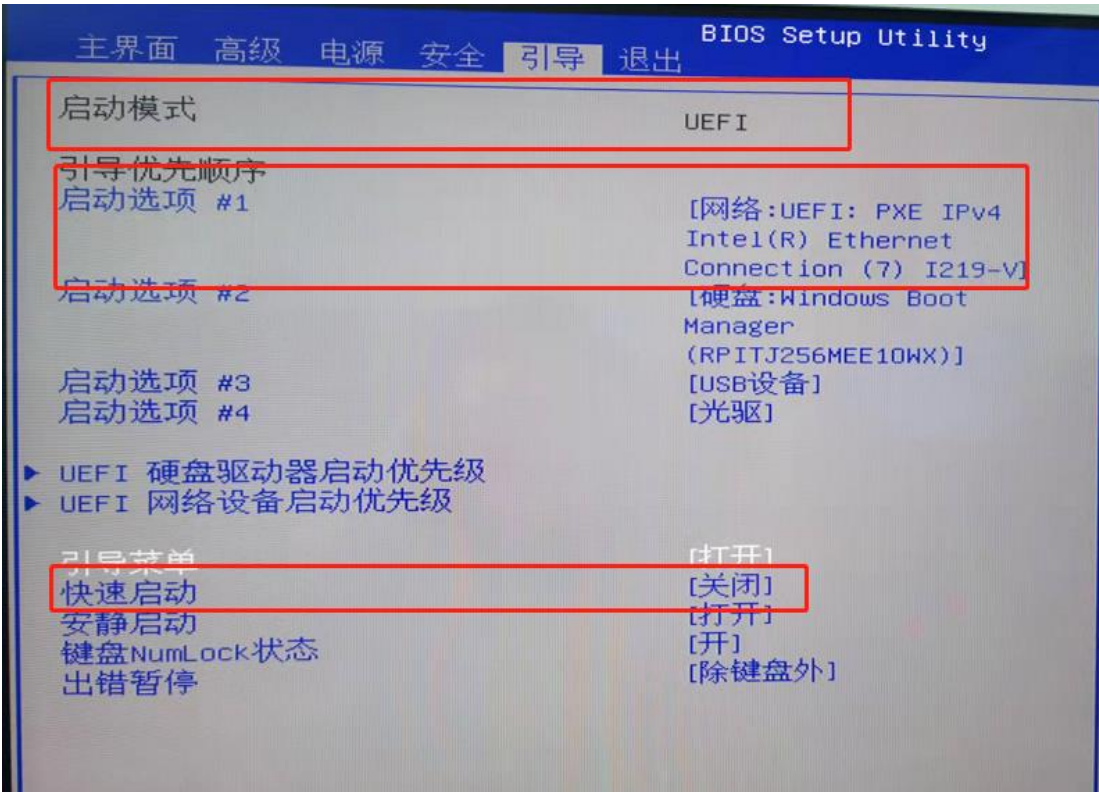 BIOS Setup Utility
主界面 高级 电源 安全 引导 退出
启动模式 UEFI
引导优先顺序
启动选项 #1 [网络:UEFI: PXE IPv4
Intel(R) Ethernet
Connection (7) I219-V]
启动选项 #2 [硬盘:Windows Boot
Manager
(RPITJ256MEE1OWX)]
启动选项 #3 [USB设备]
启动选项 #4 [光驱]
UEFI 硬盘驱动器启动优先级
UEFI 网络设备启动优先级
引导菜单 [打开]
快速启动 [关闭]
安静启动 [打开]
键盘NumLock状态 [开]
出错暂停 [除键盘外]